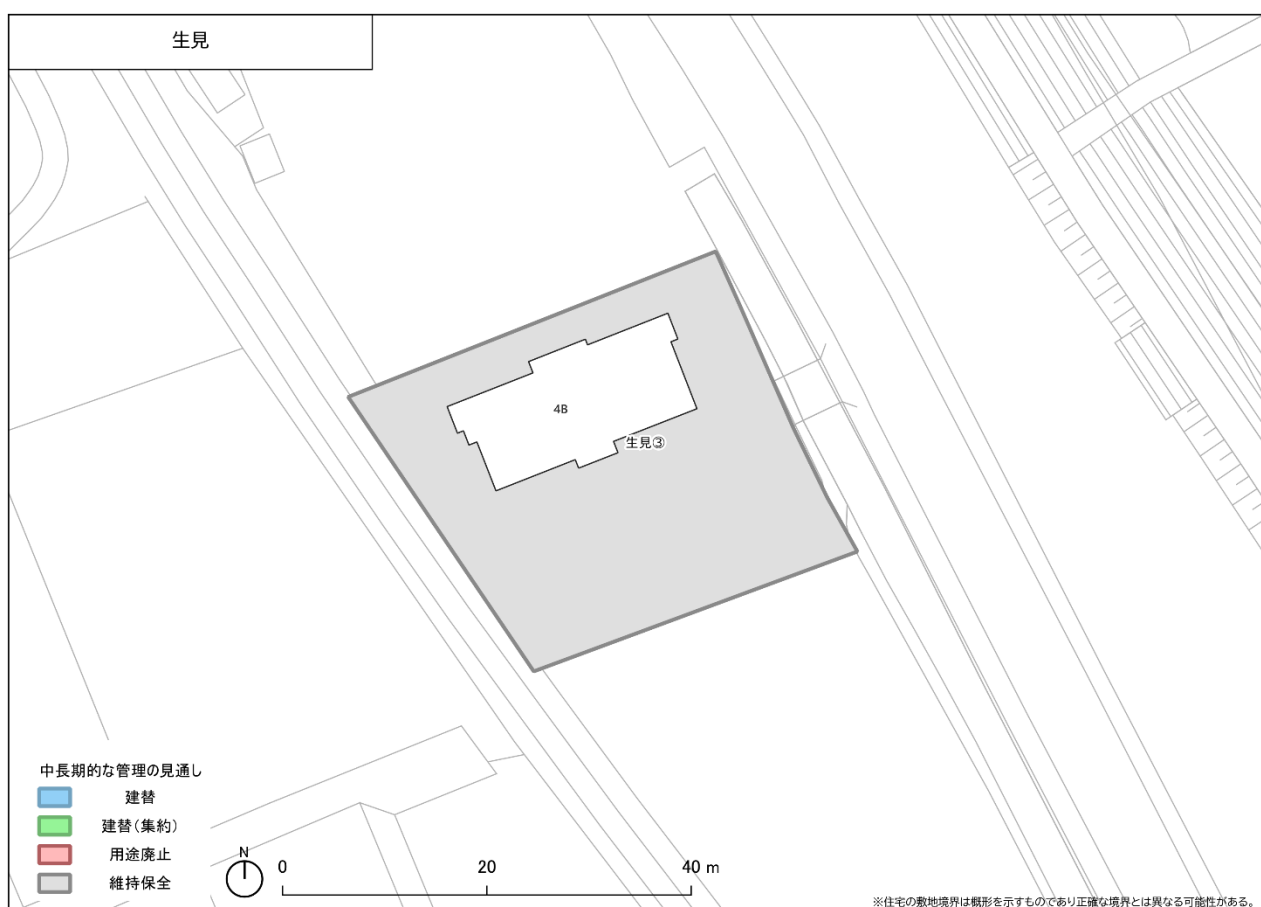 生見
4B
生見③
中長期的な管理の見通し
建替
建替(集約)
用途廃止
維持保全
N
0 20 40 m
※住宅の敷地境界は概形を示すものであり正確な境界とは異なる可能性がある。